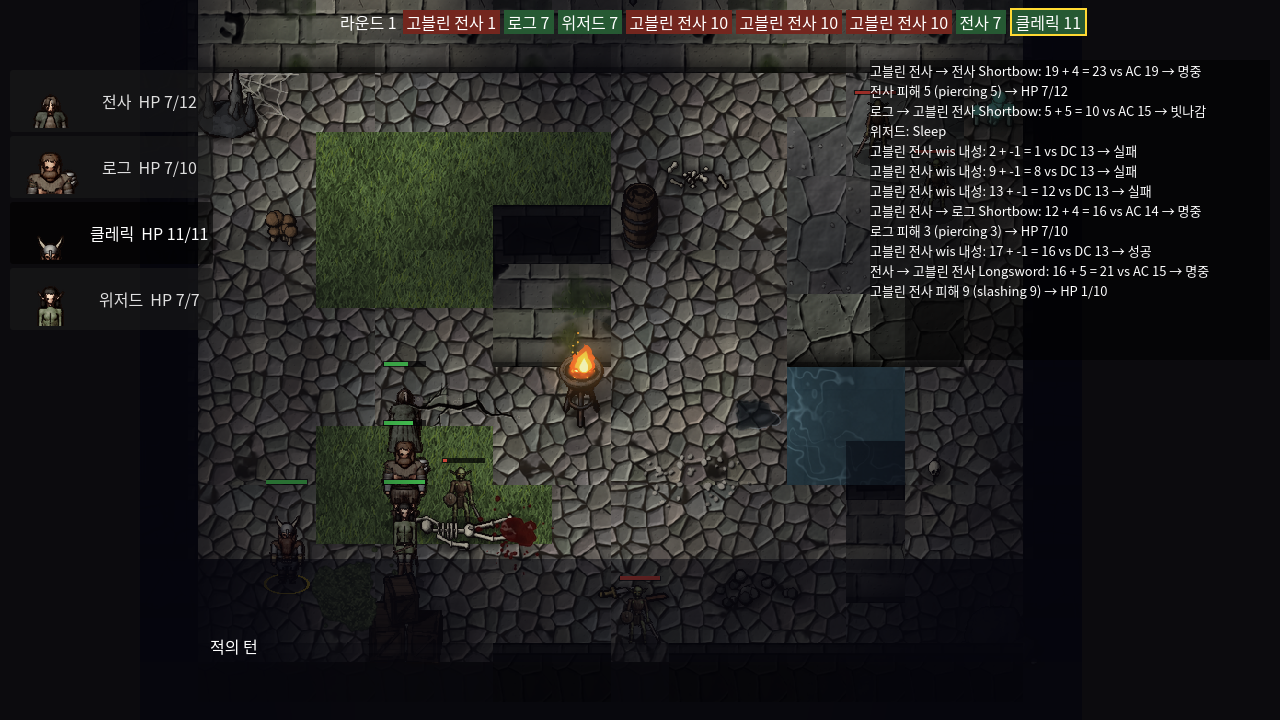 라운드 1 고블린 전사 1 로그 7 위저드 7 고블린 전사 10 고블린 전사 10 고블린 전사 10 전사 7 클레릭 11
전사 HP 7/12
로그 HP 7/10
클레릭 HP 11/11
위저드 HP 7/7
고블린 전사 → 전사 Shortbow: 19 + 4 = 23 vs AC 19 → 명중
전사 피해 5 (piercing 5) → HP 7/12
로그 → 고블린 전사 Shortbow: 5 + 5 = 10 vs AC 15 → 빗나감
위저드: Sleep
고블린 전사 wis 내성: 2 + -1 = 1 vs DC 13 → 실패
고블린 전사 wis 내성: 9 + -1 = 8 vs DC 13 → 실패
고블린 전사 wis 내성: 13 + -1 = 12 vs DC 13 → 실패
고블린 전사 → 로그 Shortbow: 12 + 4 = 16 vs AC 14 → 명중
로그 피해 3 (piercing 3) → HP 7/10
고블린 전사 wis 내성: 17 + -1 = 16 vs DC 13 → 성공
전사 → 고블린 전사 Longsword: 16 + 5 = 21 vs AC 15 → 명중
고블린 전사 피해 9 (slashing 9) → HP 1/10
적의 턴